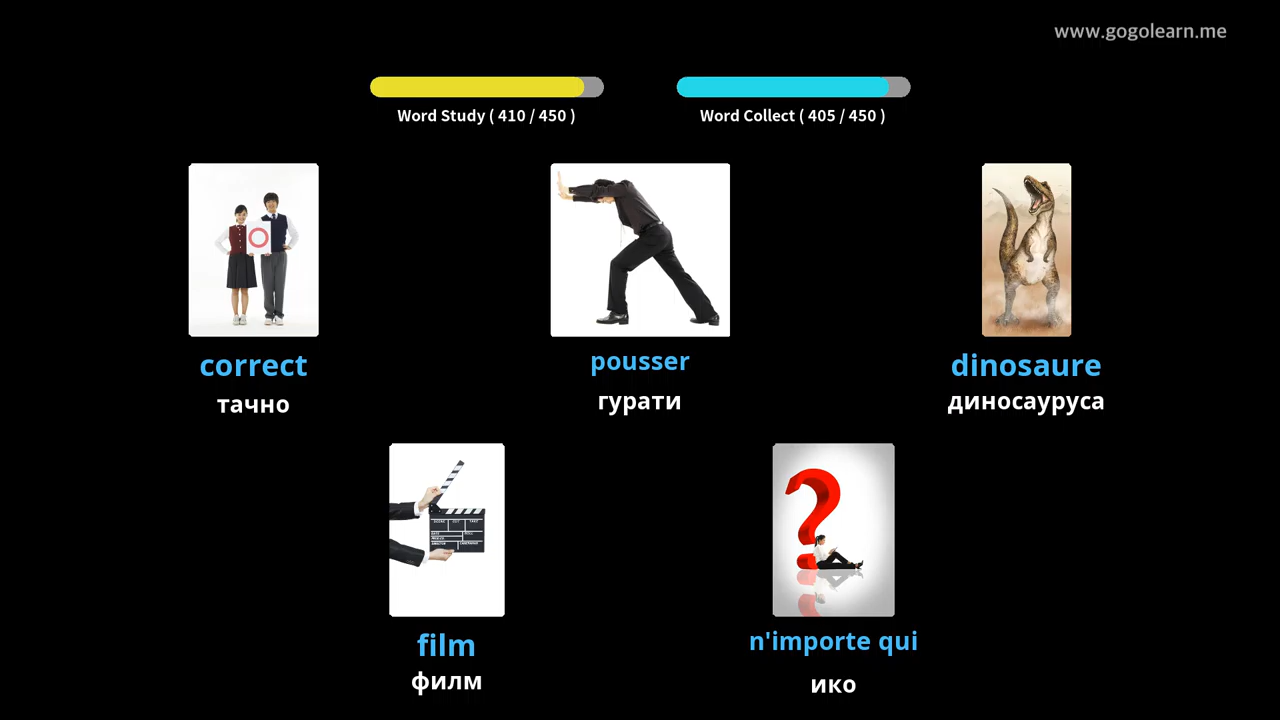 www.gogolearn.me
Word Study ( 410 / 450 )
Word Collect ( 405 / 450 )
correct
тачно
pousser
гурати
dinosaure
диносауруса
film
филм
n'importe qui
ико